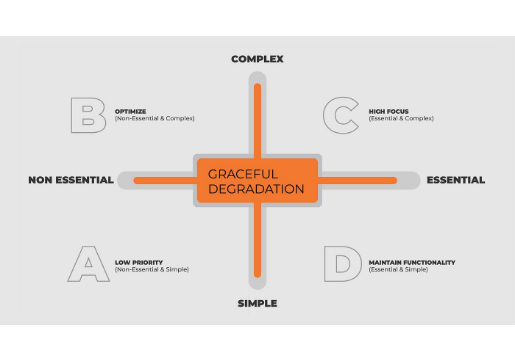 COMPLEX
B
OPTIMIZE
(Non-Essential & Complex)
C
HIGH FOCUS
(Essential & Complex)
NON ESSENTIAL
GRACEFUL
DEGRADATION
ESSENTIAL
A
LOW PRIORITY
(Non-Essential & Simple)
D
MAINTAIN FUNCTIONALITY
(Essential & Simple)
SIMPLE